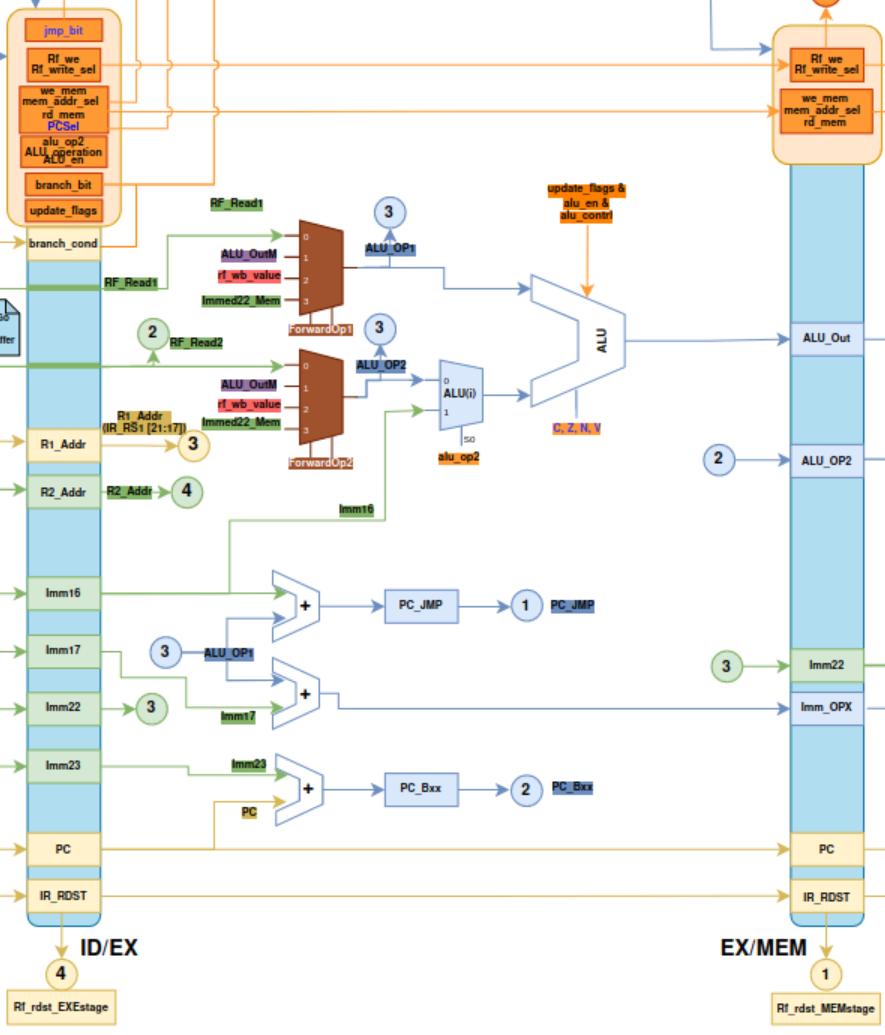 jmp_bit
Rf_we
Rf_write_sel
we_mem
mem_addr_sel
rd_mem
PCSel
alu_op2
ALU_operation
ALU_en
branch_bit
update_flags
branch_cond
RF_Read1
RF_Read1
ffer
2
RF_Read2
R1_Addr
R1_Addr
(IR_RS1 [21:17])
3
R2_Addr
R2_Addr
4
0
1
2
3
ALU_OutM
rf_wb_value
Immed22_Mem
ForwardOp1
3
ALU_OP1
0
1
2
3
ALU_OutM
rf_wb_value
Immed22_Mem
ForwardOp2
3
ALU_OP2
0
1
ALU(i)
S0
alu_op2
update_flags &
alu_en &
alu_contrl
ALU
C, Z, N, V
Imm16
Imm16
+
PC_JMP
1
PC_JMP
Imm17
3
ALU_OP1
+
Imm17
Imm22
3
Imm23
Imm23
+
PC_Bxx
2
PC_Bxx
PC
PC
IR_RDST
ID/EX
4
Rf_rdst_EXEstage
Rf_we
Rf_write_sel
we_mem
mem_addr_sel
rd_mem
ALU_Out
2
ALU_OP2
3
Imm22
Imm_OPX
PC
IR_RDST
EX/MEM
1
Rf_rdst_MEMstage